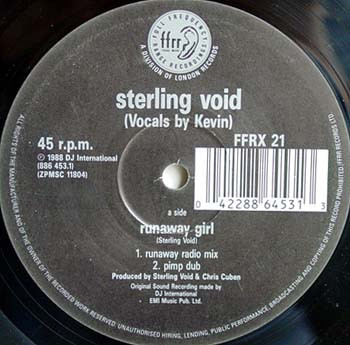 FULL FREQUENCY RANGE RECORDINGS
ffrr
A DIVISION OF LONDON RECORDS
sterling void
(Vocals by Kevin)
45 r.p.m.
FFRX 21
℗ 1988 DJ International
(886 453.1)
(ZPMSC 11804)
0 42288 64531 3
a side
runaway girl
(Sterling Void)
1. runaway radio mix
2. pimp dub
Produced by Sterling Void & Chris Cuben
Original Sound Recording made by
DJ International
EMI Music Pub. Ltd.
ALL RIGHTS OF THE MANUFACTURER AND OF THE OWNER OF THE RECORDED WORK RESERVED. UNAUTHORISED HIRING, LENDING, PUBLIC PERFORMANCE, BROADCASTING AND COPYING OF THIS RECORD PROHIBITED